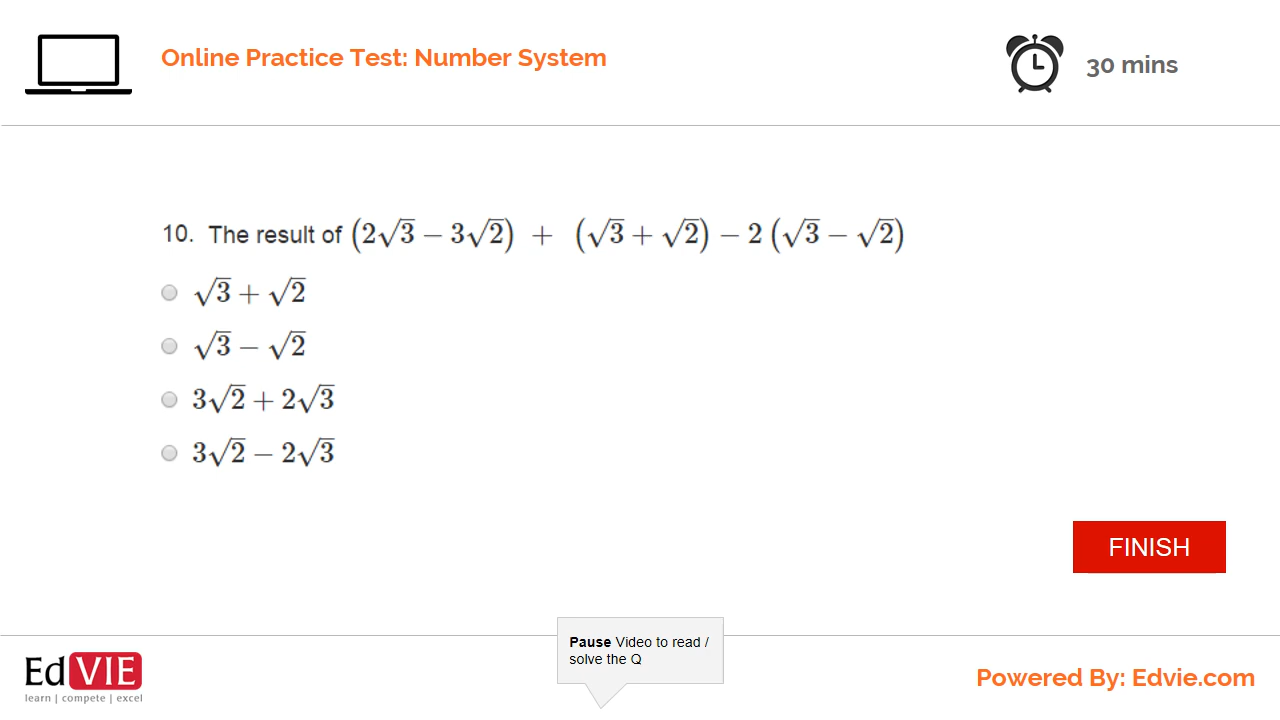 Online Practice Test: Number System
30 mins
10. The result of (2√3 − 3√2) + (√3 + √2) − 2 (√3 − √2)
√3 + √2
√3 − √2
3√2 + 2√3
3√2 − 2√3
FINISH
Pause Video to read /
solve the Q
EdVIE
learn | compete | excel
Powered By: Edvie.com